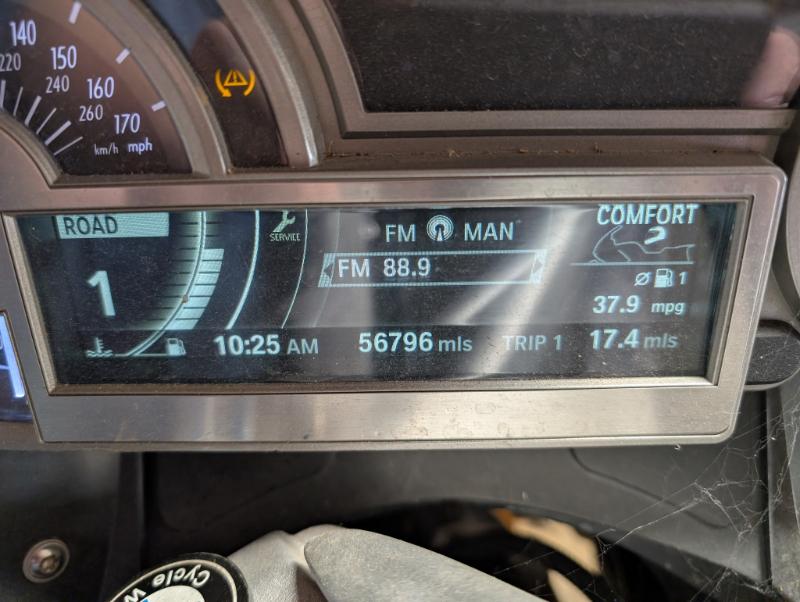 140
220
150
240
160
260
170
km/h mph
ROAD
SERVICE
FM MAN
COMFORT
FM 88.9
1
1
37.9 mpg
10:25 AM
56796 mls
TRIP 1
17.4 mls
Cycle W